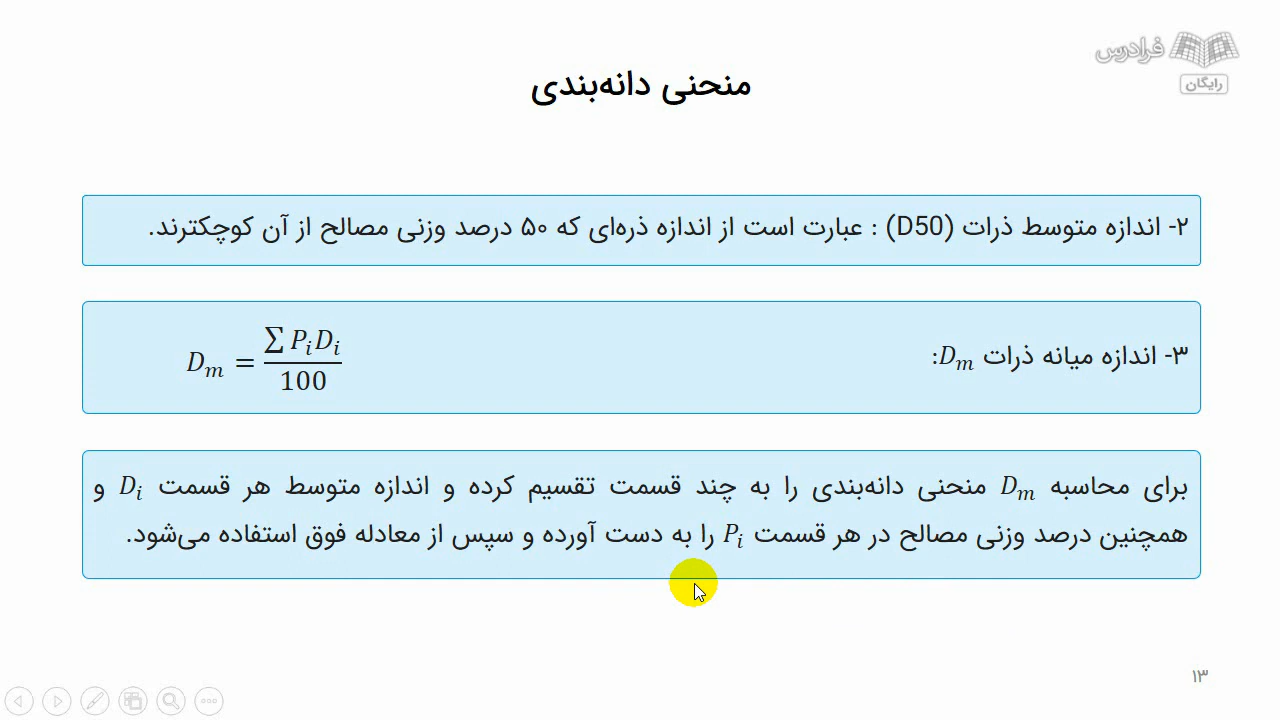 فرادرس
رایگان
منحنی دانه‌بندی
۲- اندازه متوسط ذرات (D50) : عبارت است از اندازه ذره‌ای که ۵۰ درصد وزنی مصالح از آن کوچکترند.
۳- اندازه میانه ذرات Dm:
Dm = ∑ PiDi / 100
برای محاسبه Dm منحنی دانه‌بندی را به چند قسمت تقسیم کرده و اندازه متوسط هر قسمت Di و
همچنین درصد وزنی مصالح در هر قسمت Pi را به دست آورده و سپس از معادله فوق استفاده می‌شود.
۱۳